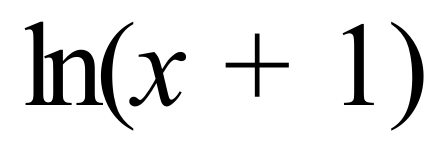 ln(x + 1)